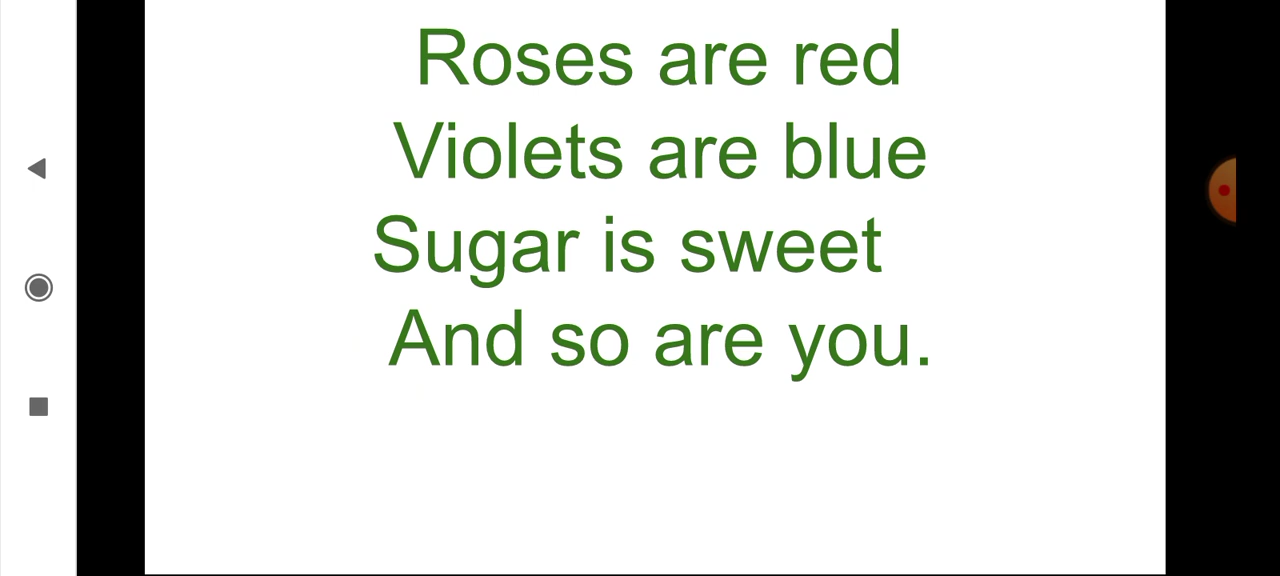 Roses are red
Violets are blue
Sugar is sweet
And so are you.